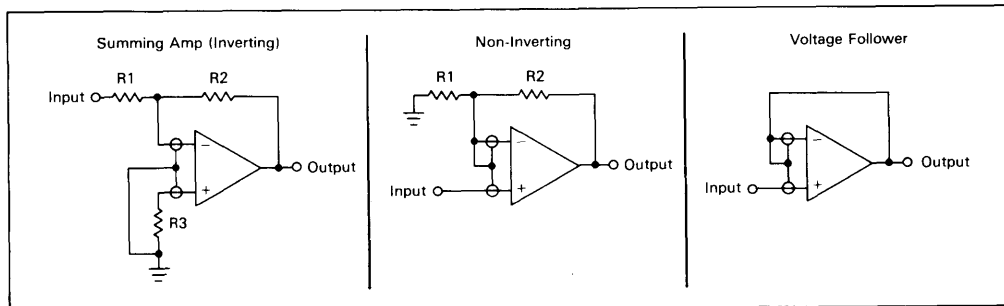 Summing Amp (Inverting)
R1
R2
Input
−
+
Output
R3
Non-Inverting
R1
R2
−
+
Output
Input
Voltage Follower
−
+
Output
Input